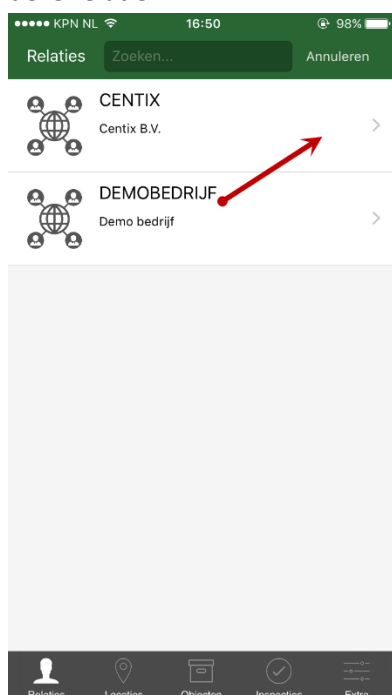 KPN NL 16:50 98%
Relaties Zoeken... Annuleren
CENTIX
Centix B.V.
DEMOBEDRIJF
Demo bedrijf
Relaties Locaties Objecten Inspecties Extra